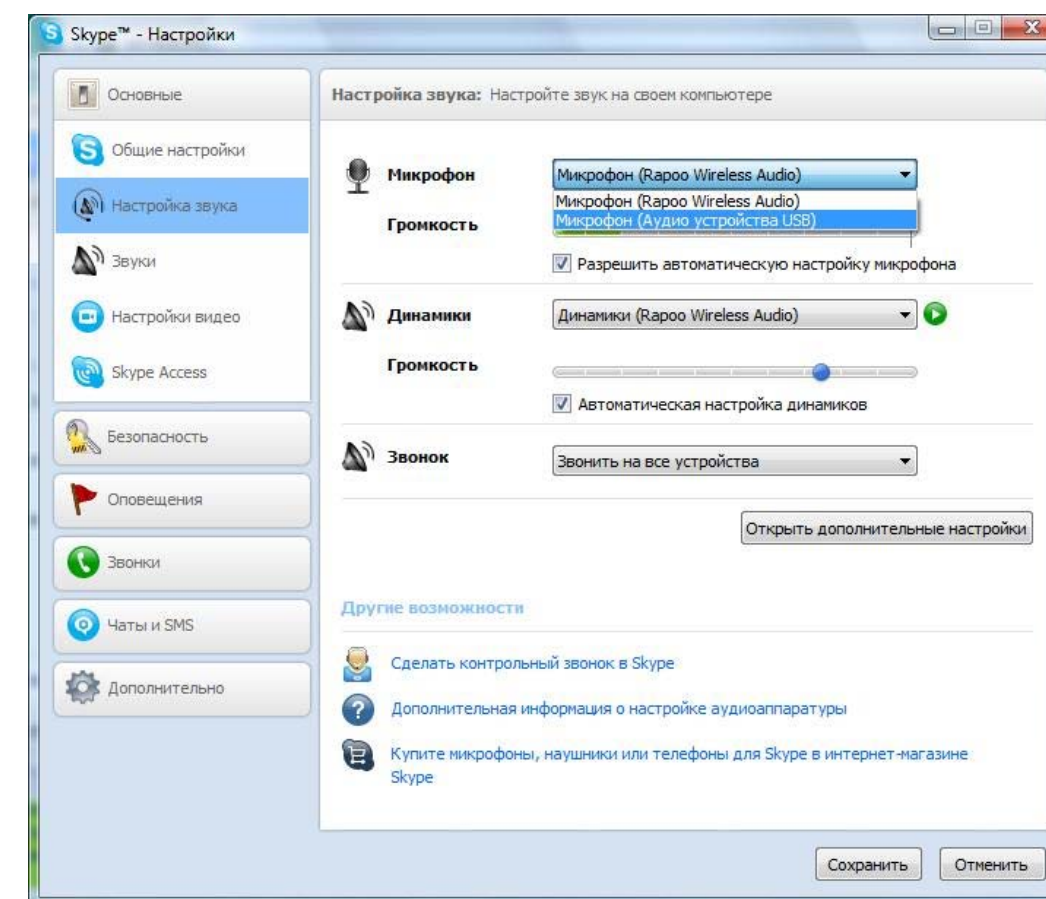 Skype™ - Настройки
Основные
Общие настройки
Настройка звука
Звуки
Настройки видео
Skype Access
Безопасность
Оповещения
Звонки
Чаты и SMS
Дополнительно
Настройка звука: Настройте звук на своем компьютере
Микрофон
Микрофон (Rapoo Wireless Audio)
Микрофон (Rapoo Wireless Audio)
Микрофон (Аудио устройства USB)
Громкость
Разрешить автоматическую настройку микрофона
Динамики
Динамики (Rapoo Wireless Audio)
Громкость
Автоматическая настройка динамиков
Звонок
Звонить на все устройства
Открыть дополнительные настройки
Другие возможности
Сделать контрольный звонок в Skype
Дополнительная информация о настройке аудиоаппаратуры
Купите микрофоны, наушники или телефоны для Skype в интернет-магазине
Skype
Сохранить
Отменить